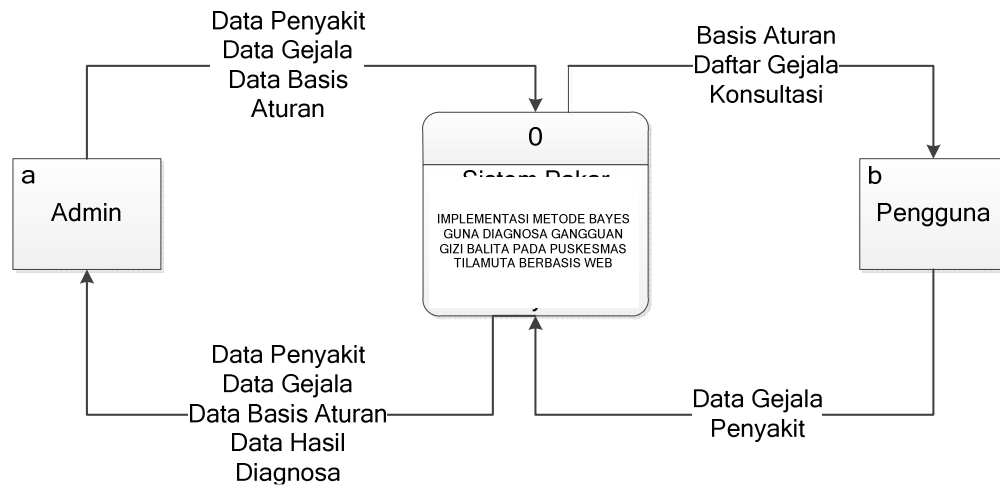 Data Penyakit
Data Gejala
Data Basis
Aturan
Basis Aturan
Daftar Gejala
Konsultasi
0
a
Admin
b
Pengguna
Sistem Pakar
IMPLEMENTASI METODE BAYES
GUNA DIAGNOSA GANGGUAN
GIZI BALITA PADA PUSKESMAS
TILAMUTA BERBASIS WEB
Data Penyakit
Data Gejala
Data Basis Aturan
Data Hasil
Diagnosa
Data Gejala
Penyakit